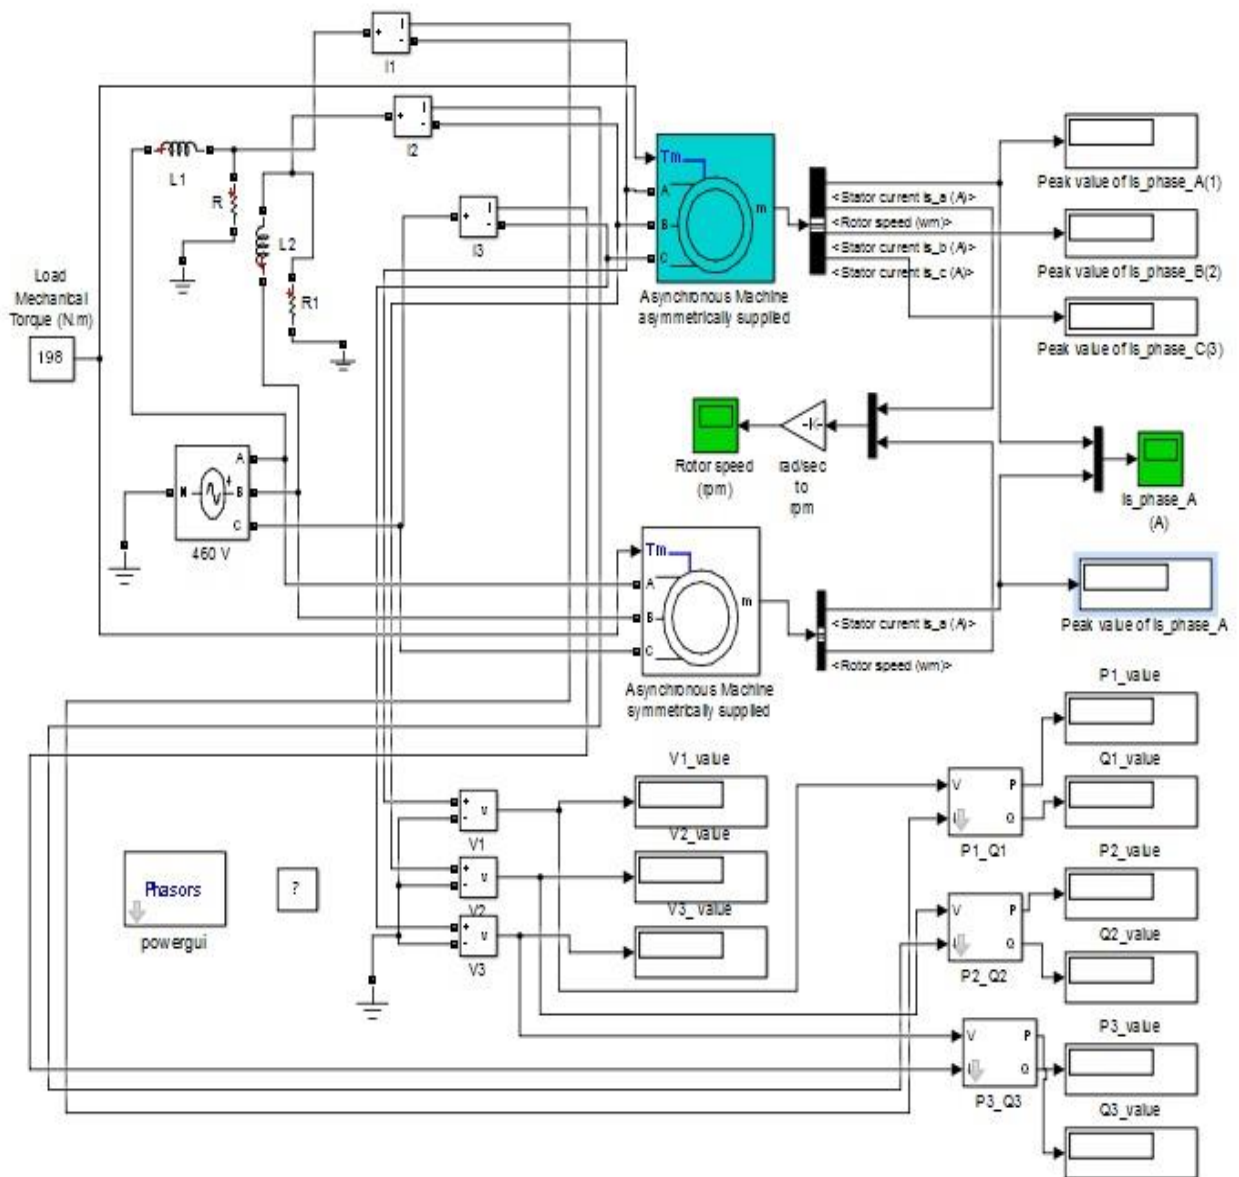 I
+
-
I1
I
+
-
I2
L1
R
L2
R1
I
+
-
I3
Tm
A
B
C
m
Asynchronous Machine
asymmetrically supplied
<Stator current is_a (A)>
<Rotor speed (wm)>
<Stator current is_b (A)>
<Stator current is_c (A)>
Peak value of Is_phase_A(1)
Peak value of Is_phase_B(2)
Peak value of Is_phase_C(3)
Load
Mechanical
Torque (N.m)
198
N
A
B
C
460 V
Rotor speed
(rpm)
-K-
rad/sec
to
rpm
Is_phase_A
(A)
Tm
A
B
C
m
Asynchronous Machine
symmetrically supplied
<Stator current is_a (A)>
<Rotor speed (wm)>
Peak value of Is_phase_A
P1_value
Q1_value
P2_value
Q2_value
P3_value
Q3_value
V1_value
V2_value
V3_ value
+
-
v
V1
+
-
v
V2
+
-
v
V3
V
I
P
Q
P1_Q1
V
I
P
Q
P2_Q2
V
I
P
Q
P3_Q3
Phasors
powergui
?